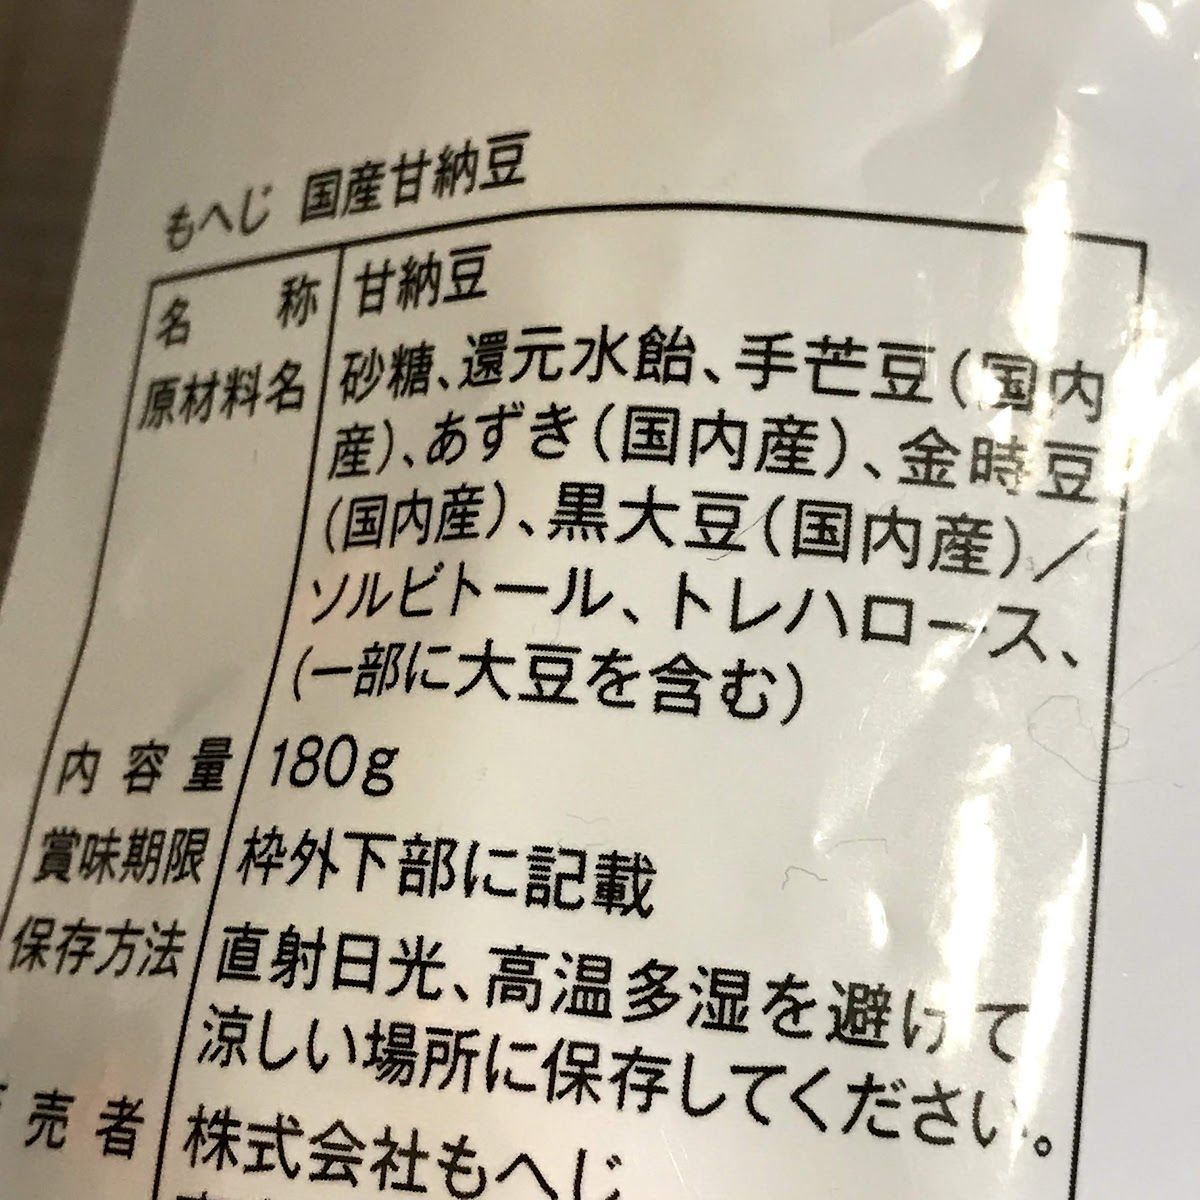 もへじ 国産甘納豆
名称 甘納豆
原材料名 砂糖、還元水飴、手芒豆(国内
産)、あずき(国内産)、金時豆
(国内産)、黒大豆(国内産)/
ソルビトール、トレハロース、
(一部に大豆を含む)
内容量 180g
賞味期限 枠外下部に記載
保存方法 直射日光、高温多湿を避けて
涼しい場所に保存してください。
売者 株式会社もへじ